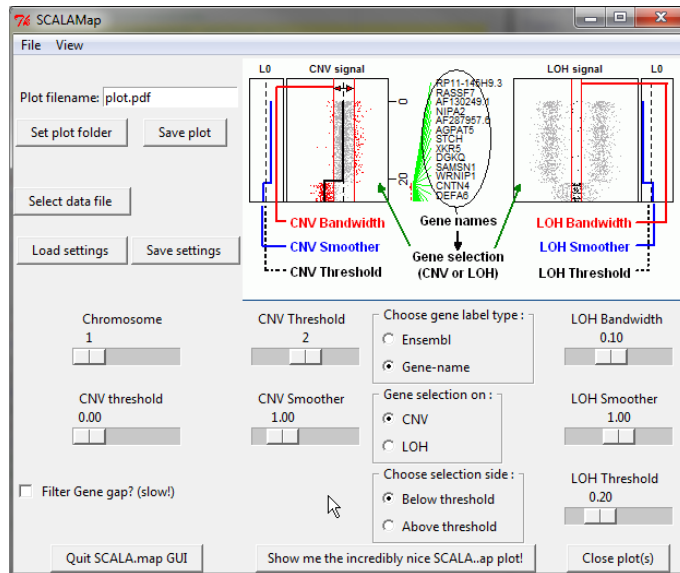 SCALAMap
File View
Plot filename: plot.pdf
Set plot folder Save plot
Select data file
Load settings Save settings
L0 CNV signal LOH signal L0
0
20
RP11-145H9.3
RASSF7
AF130249.1
NIPA2
AF287957.6
AGPAT5
STCH
XKR5
DGKQ
SAMSN1
WRNIP1
CNTN4
DEFA6
CNV Bandwidth
CNV Smoother
CNV Threshold
Gene names
Gene selection
(CNV or LOH)
LOH Bandwidth
LOH Smoother
LOH Threshold
Chromosome
1
CNV threshold
0.00
Filter Gene gap? (slow!)
CNV Threshold
2
CNV Smoother
1.00
Choose gene label type :
Ensembl
Gene-name
Gene selection on :
CNV
LOH
Choose selection side :
Below threshold
Above threshold
LOH Bandwidth
0.10
LOH Smoother
1.00
LOH Threshold
0.20
Quit SCALA.map GUI Show me the incredibly nice SCALA..ap plot! Close plot(s)